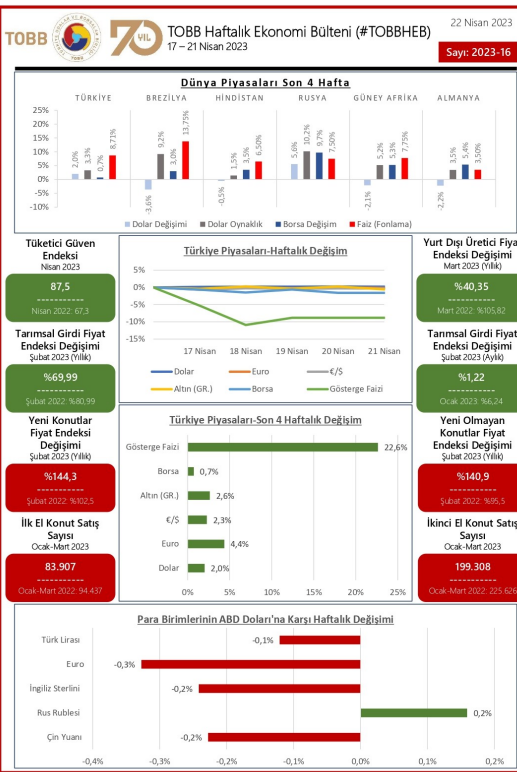 TOBB
70
YIL
TOBB Haftalık Ekonomi Bülteni (#TOBBHEB)
17 – 21 Nisan 2023
22 Nisan 2023
Sayı: 2023-16
Dünya Piyasaları Son 4 Hafta
TÜRKİYE BREZİLYA HİNDİSTAN RUSYA GÜNEY AFRİKA ALMANYA
25%
20%
15%
10%
5%
0%
-5%
-10%
2,0% 3,3% 0,7% 8,71%
-3,6% 9,2% 3,0% 13,75%
-0,5% 1,5% 3,5% 6,50%
5,6% 10,2% 9,7% 7,50%
-2,1% 5,2% 5,3% 7,75%
-2,2% 3,5% 5,4% 3,50%
Dolar Değişimi Dolar Oynaklık Borsa Değişim Faiz (Fonlama)
Tüketici Güven
Endeksi
Nisan 2023
87,5
-----------
Nisan 2022: 67,3
Tarımsal Girdi Fiyat
Endeksi Değişimi
Şubat 2023 (Yıllık)
%69,99
-----------
Şubat 2022: %80,99
Yeni Konutlar
Fiyat Endeksi
Değişimi
Şubat 2023 (Yıllık)
%144,3
-----------
Şubat 2022: %102,5
İlk El Konut Satış
Sayısı
Ocak-Mart 2023
83.907
-----------
Ocak-Mart 2022: 94.437
Türkiye Piyasaları-Haftalık Değişim
5%
0%
-5%
-10%
-15%
17 Nisan 18 Nisan 19 Nisan 20 Nisan 21 Nisan
Dolar Euro €/$
Altın (GR.) Borsa Gösterge Faizi
Türkiye Piyasaları-Son 4 Haftalık Değişim
Gösterge Faizi 22,6%
Borsa 0,7%
Altın (GR.) 2,6%
€/$ 2,3%
Euro 4,4%
Dolar 2,0%
0% 5% 10% 15% 20% 25%
Yurt Dışı Üretici Fiya
Endeksi Değişimi
Mart 2023 (Yıllık)
%40,35
-----------
Mart 2022: %105,82
Tarımsal Girdi Fiyat
Endeksi Değişimi
Şubat 2023 (Aylık)
%1,22
-----------
Ocak 2023: %6,24
Yeni Olmayan
Konutlar Fiyat
Endeksi Değişimi
Şubat 2023 (Yıllık)
%140,9
-----------
Şubat 2022: %95,5
İkinci El Konut Satış
Sayısı
Ocak-Mart 2023
199.308
-----------
Ocak-Mart 2022: 225.626
Para Birimlerinin ABD Doları'na Karşı Haftalık Değişimi
Türk Lirası -0,1%
Euro -0,3%
İngiliz Sterlini -0,2%
Rus Rublesi 0,2%
Çin Yuanı -0,2%
-0,4% -0,3% -0,2% -0,1% 0,0% 0,1% 0,2%